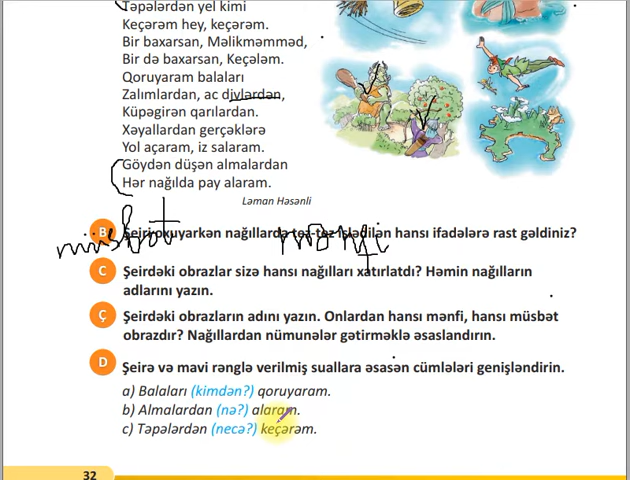 Təpələrdən yel kimi
Keçərəm hey, keçərəm.
Bir baxarsan, Məlikməmməd,
Bir də baxarsan, Keçələm.
Qoruyaram balaları
Zalımlardan, ac divlərdən,
Küpəgirən qarılardan.
Xəyallardan gerçəklərə
Yol açaram, iz salaram.
Göydən düşən almalardan
Hər nağılda pay alaram.
Ləman Həsənli
B Şeiri oxuyarkən nağıllarda tez-tez işlədilən hansı ifadələrə rast gəldiniz?
müsbət mənfi
C Şeirdəki obrazlar sizə hansı nağılları xatırlatdı? Həmin nağılların
adlarını yazın.
Ç Şeirdəki obrazların adını yazın. Onlardan hansı mənfi, hansı müsbət
obrazdır? Nağıllardan nümunələr gətirməklə əsaslandırın.
D Şeirə və mavi rənglə verilmiş suallara əsasən cümlələri genişləndirin.
a) Balaları (kimdən?) qoruyaram.
b) Almalardan (nə?) alaram.
c) Təpələrdən (necə?) keçərəm.
32